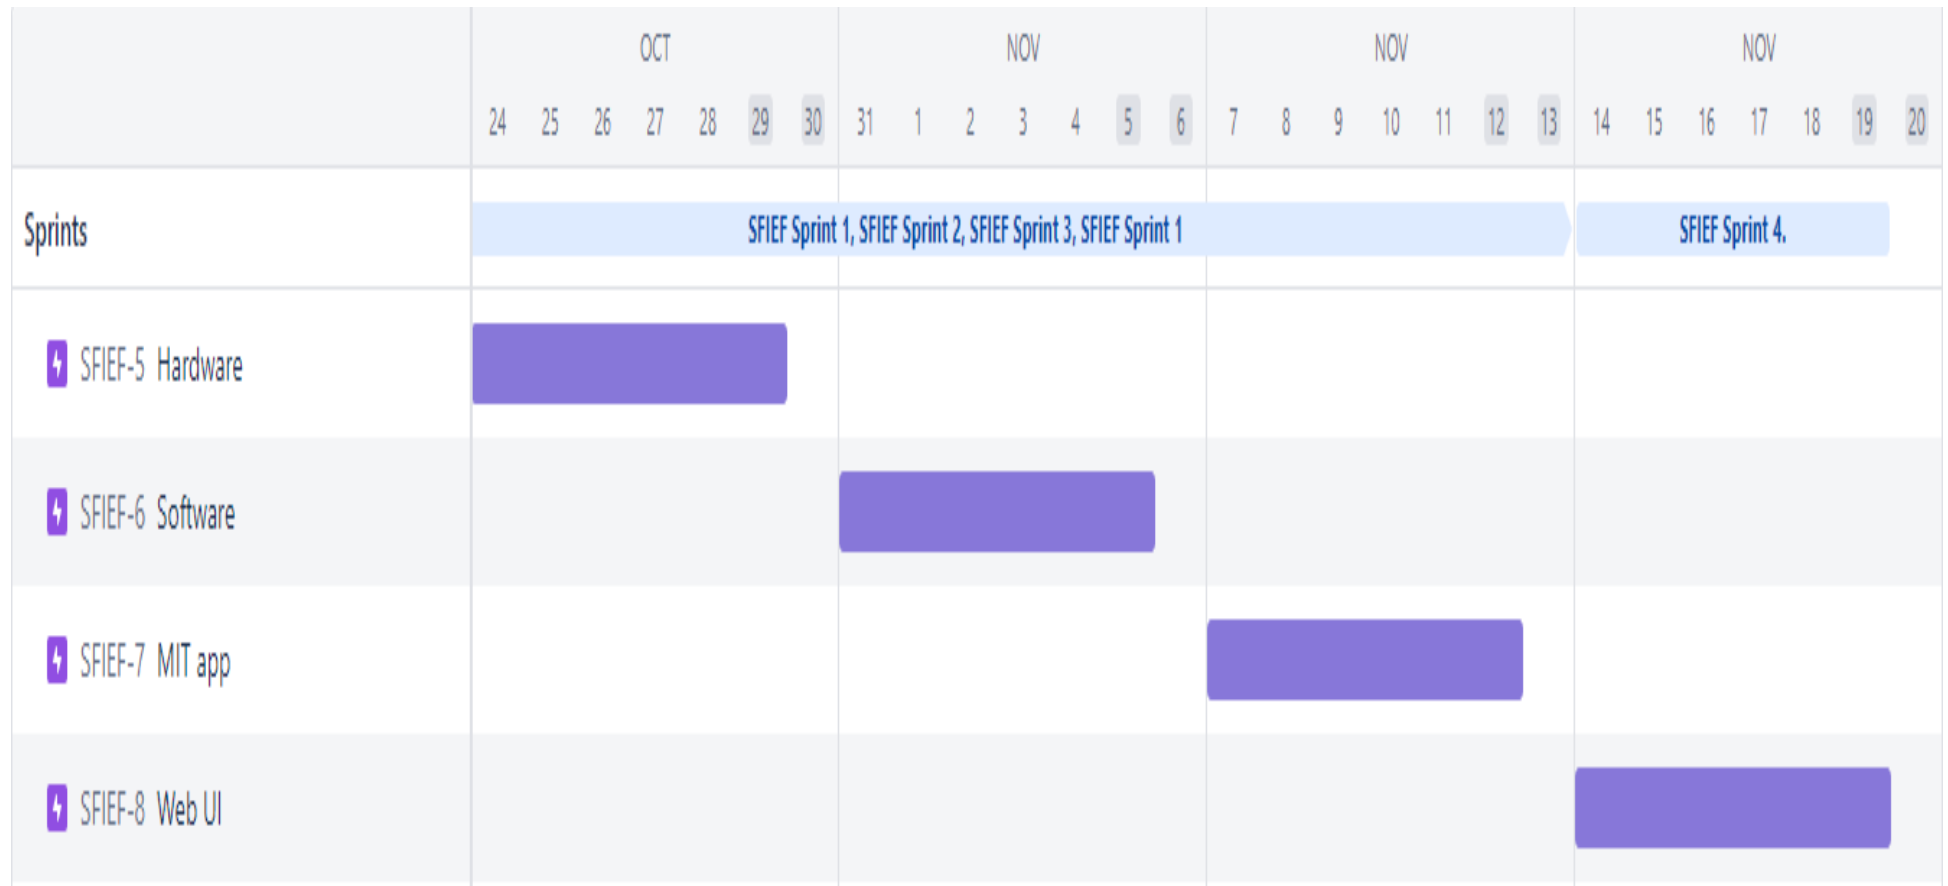 OCT NOV NOV NOV
24 25 26 27 28 29 30 31 1 2 3 4 5 6 7 8 9 10 11 12 13 14 15 16 17 18 19 20
Sprints SFIEF Sprint 1, SFIEF Sprint 2, SFIEF Sprint 3, SFIEF Sprint 1 SFIEF Sprint 4.
SFIEF-5 Hardware
SFIEF-6 Software
SFIEF-7 MIT app
SFIEF-8 Web UI